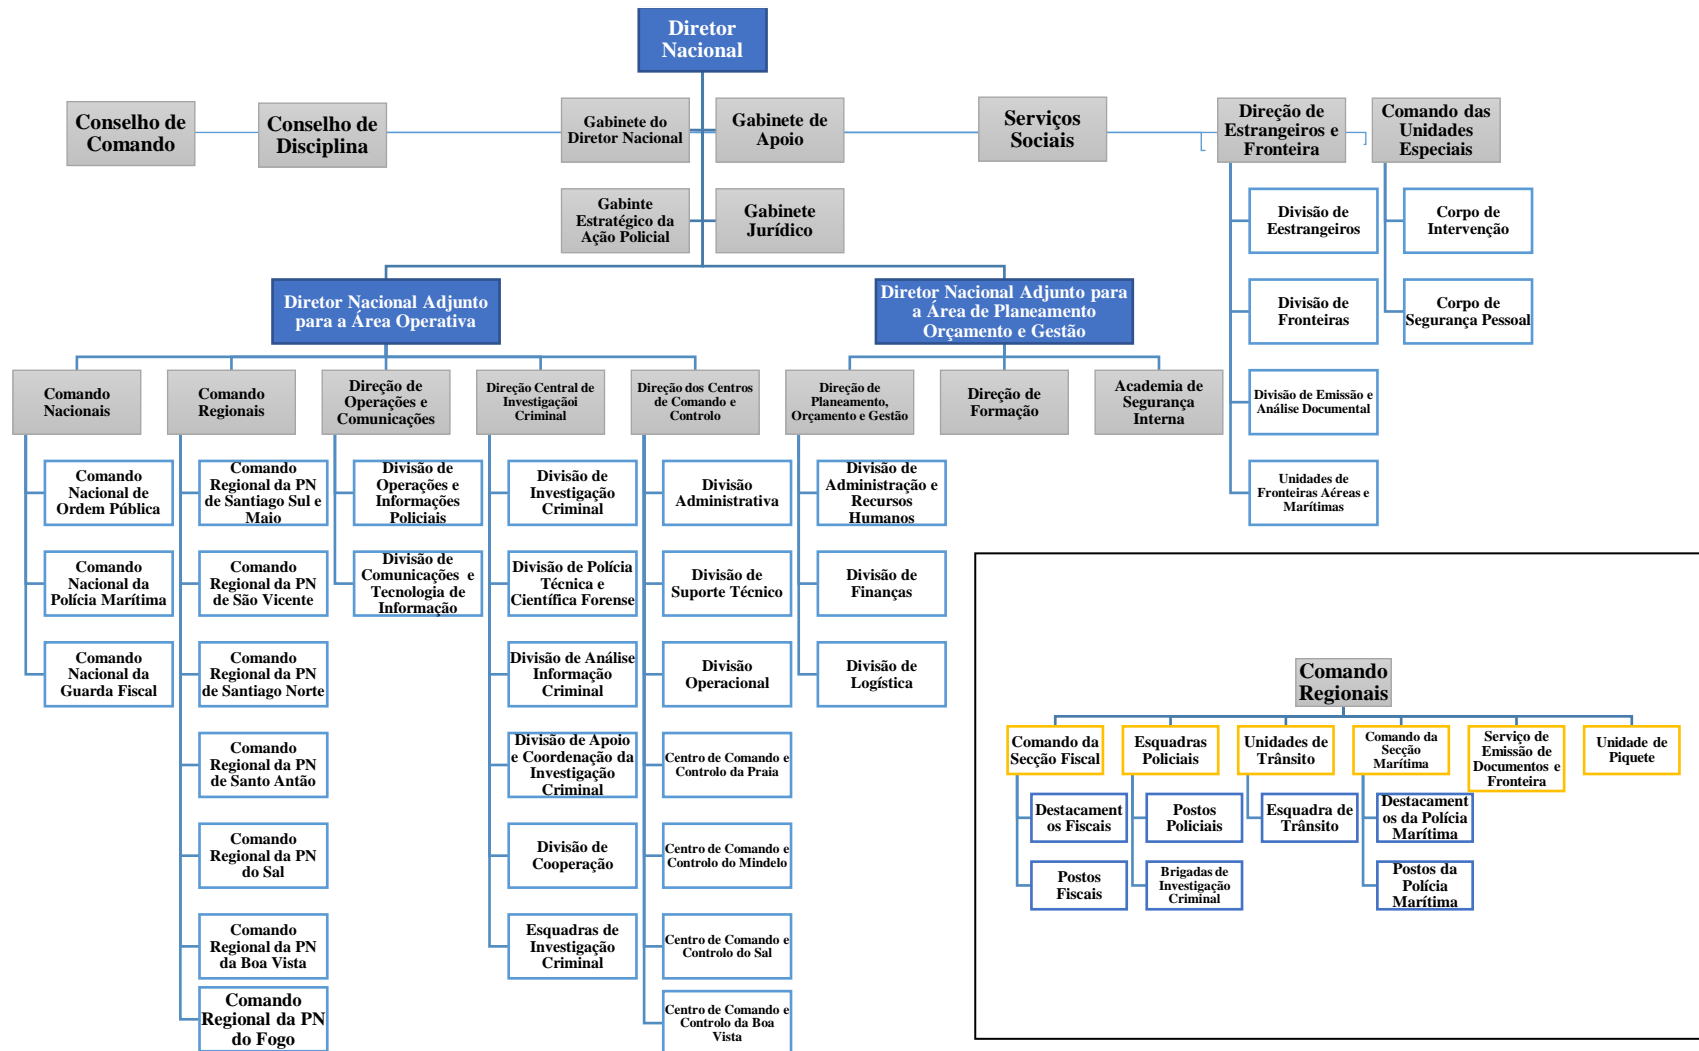 Diretor
Nacional
Conselho de
Comando
Conselho de
Disciplina
Gabinete do
Diretor Nacional
Gabinete de
Apoio
Serviços
Sociais
Direção de
Estrangeiros e
Fronteira
Comando das
Unidades
Especiais
Gabinte
Estratégico da
Ação Policial
Gabinete
Jurídico
Divisão de
Eestrangeiros
Corpo de
Intervenção
Divisão de
Fronteiras
Corpo de
Segurança Pessoal
Divisão de Emissão e
Análise Documental
Unidades de
Fronteiras Aéreas e
Marítimas
Diretor Nacional Adjunto
para a Área Operativa
Diretor Nacional Adjunto para
a Área de Planeamento
Orçamento e Gestão
Comando
Nacionais
Comando
Regionais
Direção de
Operações e
Comunicações
Direção Central de
Investigaçãoi
Criminal
Direção dos Centros
de Comando e
Controlo
Direção de
Planeamento,
Orçamento e Gestão
Direção de
Formação
Academia de
Segurança
Interna
Comando
Nacional de
Ordem Pública
Comando
Nacional da
Polícia Marítima
Comando
Nacional da
Guarda Fiscal
Comando
Regional da PN
de Santiago Sul e
Maio
Comando
Regional da PN
de São Vicente
Comando
Regional da PN
de Santiago Norte
Comando
Regional da PN
de Santo Antão
Comando
Regional da PN
do Sal
Comando
Regional da PN
da Boa Vista
Comando
Regional da PN
do Fogo
Divisão de
Operações e
Informações
Policiais
Divisão de
Comunicações e
Tecnologia de
Informação
Divisão de
Investigação
Criminal
Divisão de Polícia
Técnica e
Científica Forense
Divisão de Análise
Informação
Criminal
Divisão de Apoio
e Coordenação da
Investigação
Criminal
Divisão de
Cooperação
Esquadras de
Investigação
Criminal
Divisão
Administrativa
Divisão de
Suporte Técnico
Divisão
Operacional
Centro de Comando e
Controlo da Praia
Centro de Comando e
Controlo do Mindelo
Centro de Comando e
Controlo do Sal
Centro de Comando e
Controlo da Boa
Vista
Divisão de
Administração e
Recursos
Humanos
Divisão de
Finanças
Divisão de
Logística
Comando
Regionais
Comando da
Secção Fiscal
Esquadras
Policiais
Unidades de
Trânsito
Comando da
Secção
Marítima
Serviço de
Emissão de
Documentos e
Fronteira
Unidade de
Piquete
Destacament
os Fiscais
Postos
Policiais
Esquadra de
Trânsito
Destacament
os da Polícia
Marítima
Postos
Fiscais
Brigadas de
Investigação
Criminal
Postos da
Polícia
Marítima